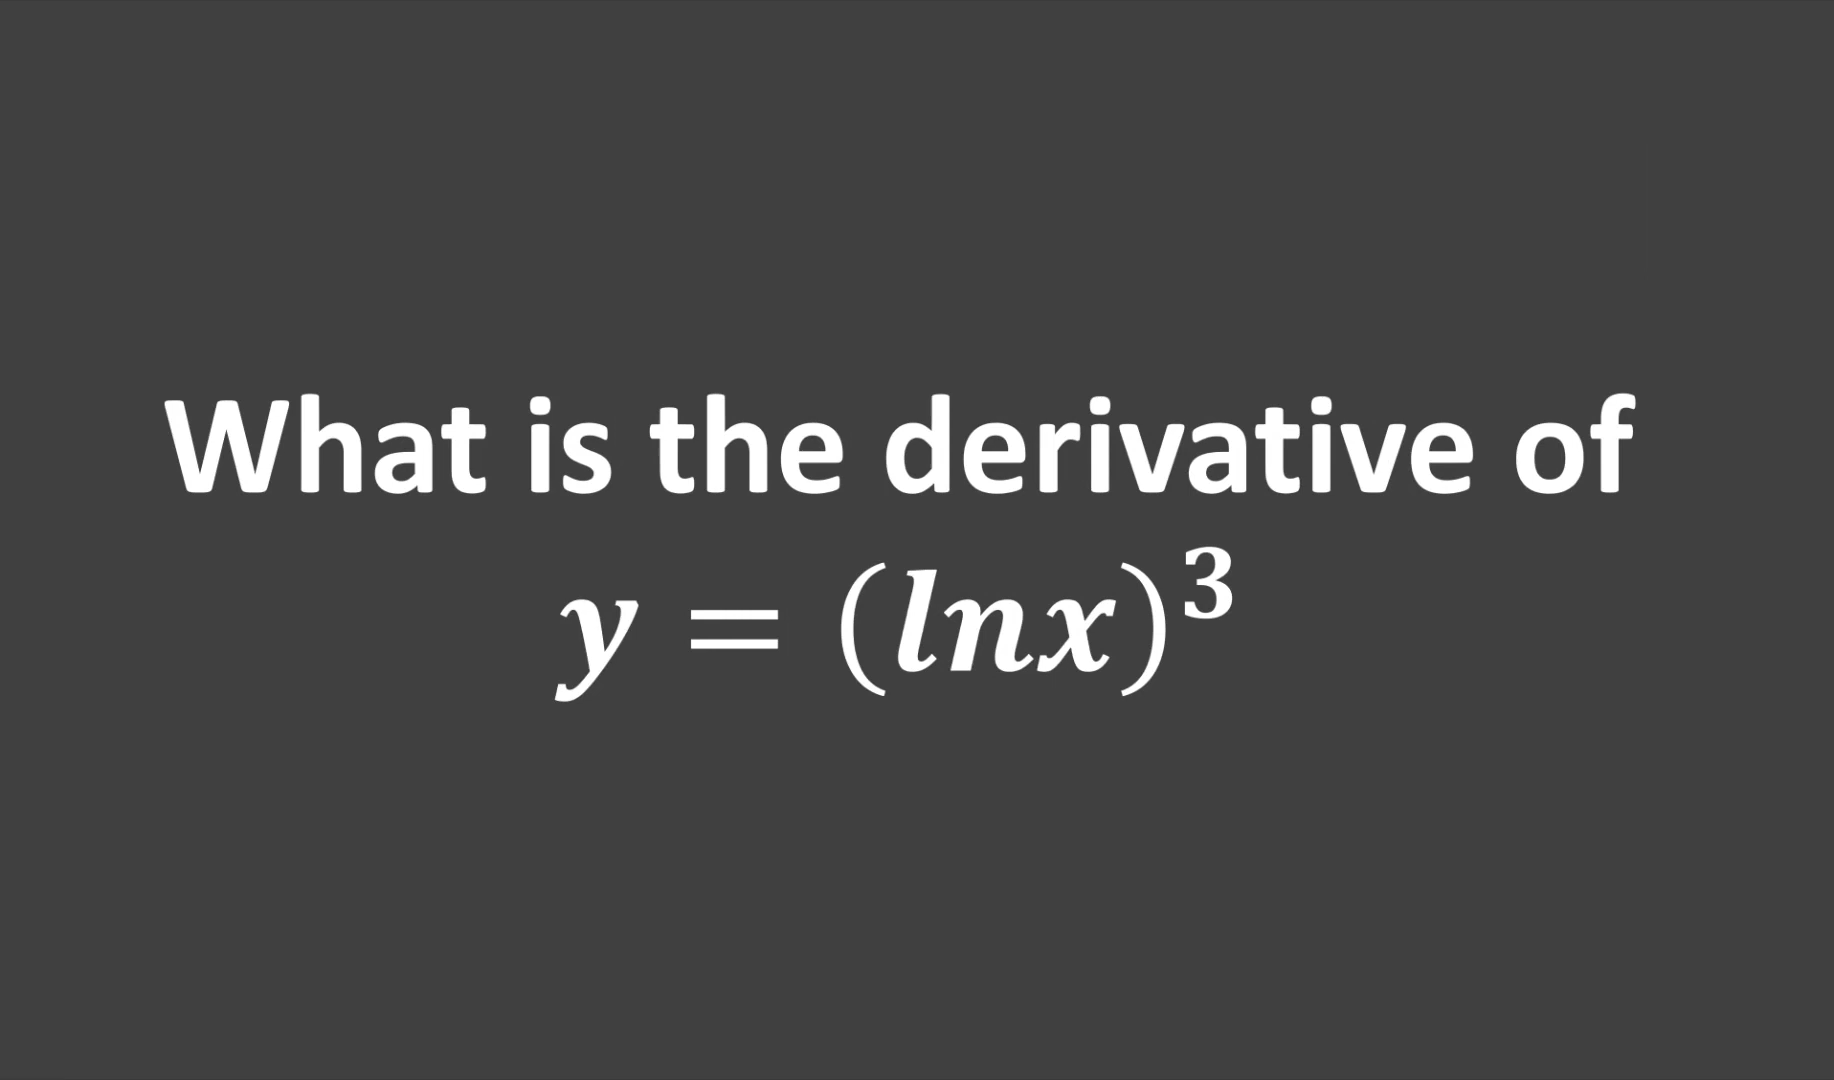 What is the derivative of
y = (lnx)³